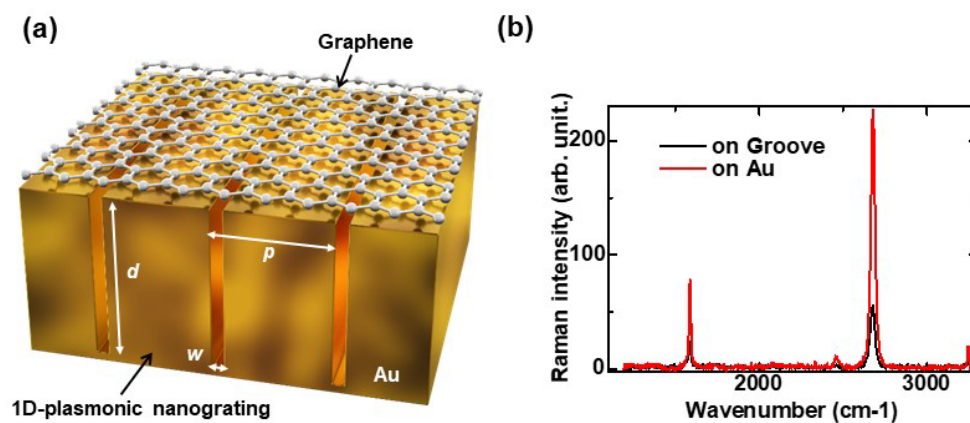 (a)
Graphene
d
p
w
Au
1D-plasmonic nanograting
(b)
Raman intensity (arb. unit.)
200
100
0
on Groove
on Au
2000
3000
Wavenumber (cm-1)